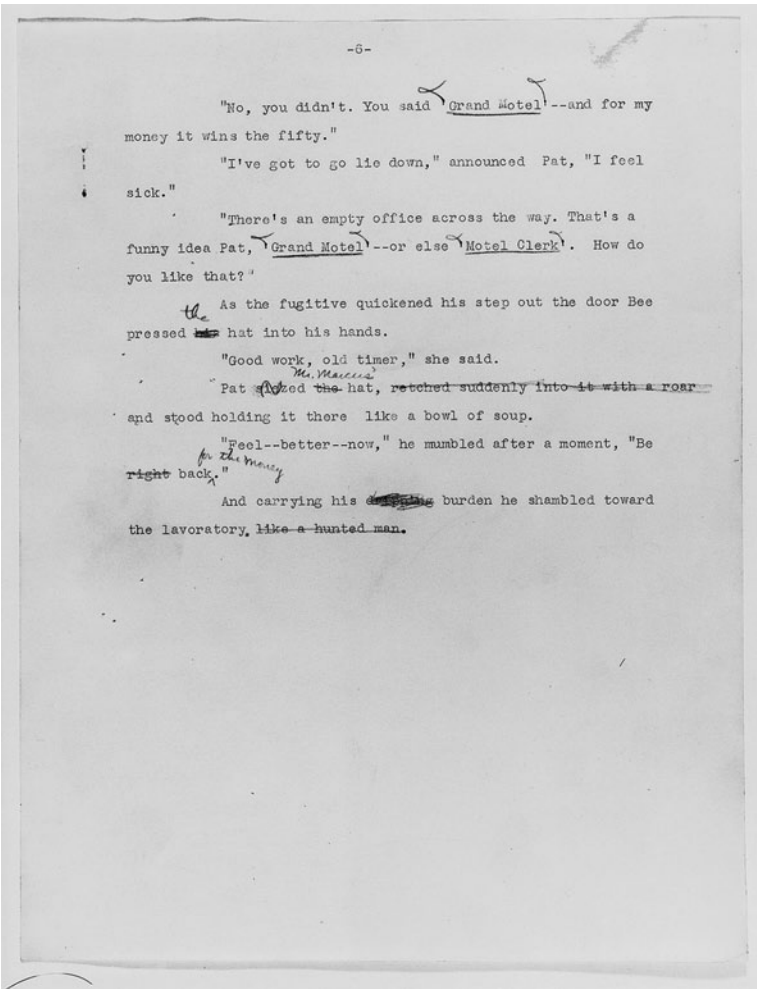 -6-
"No, you didn't. You said "Grand Motel"--and for my
money it wins the fifty."
"I've got to go lie down," announced Pat, "I feel
sick."
"There's an empty office across the way. That's a
funny idea Pat, "Grand Motel"--or else "Motel Clerk". How do
you like that?"
the
As the fugitive quickened his step out the door Bee
pressed his hat into his hands.
"Good work, old timer," she said.
Mr. Marcus'
Pat zed the hat, retched suddenly into it with a roar
and stood holding it there like a bowl of soup.
"Feel--better--now," he mumbled after a moment, "Be
for the money
right back."
And carrying his burden he shambled toward
the lavoratory. like a hunted man.